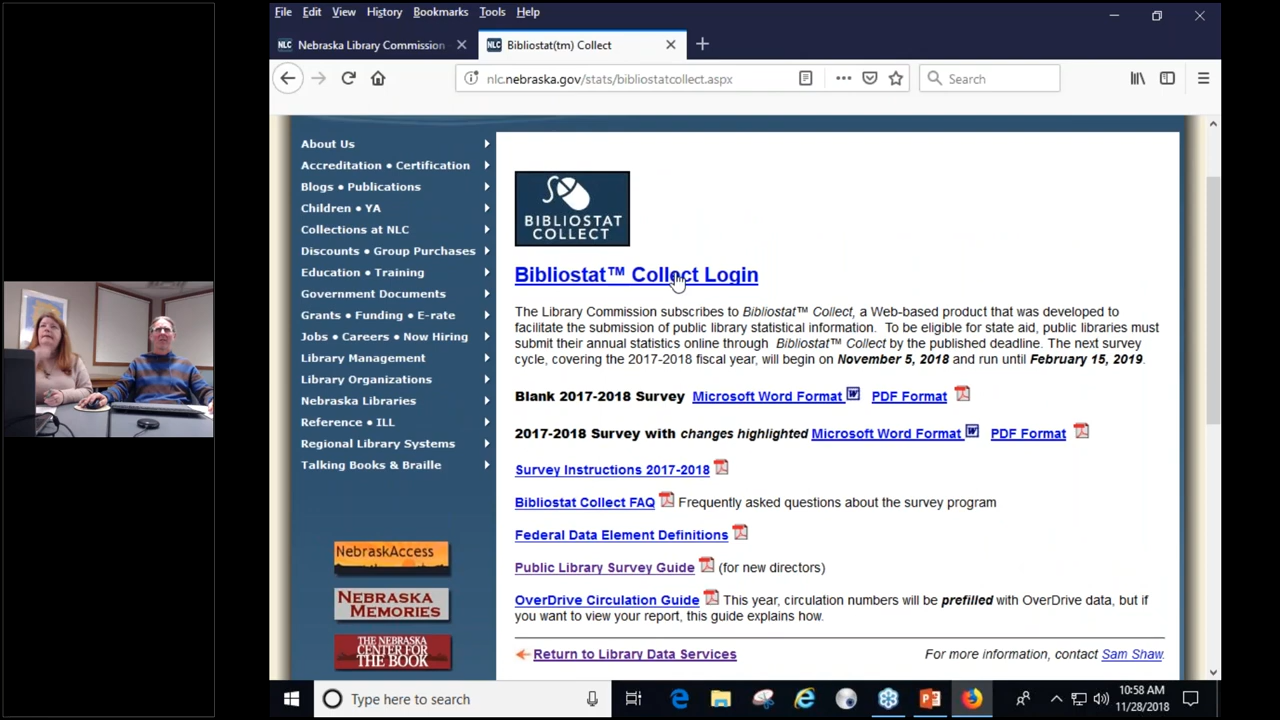 File Edit View History Bookmarks Tools Help
NLC Nebraska Library Commission
NLC Bibliostat(tm) Collect
nlc.nebraska.gov/stats/bibliostatcollect.aspx
Search
About Us
Accreditation • Certification
Blogs • Publications
Children • YA
Collections at NLC
Discounts • Group Purchases
Education • Training
Government Documents
Grants • Funding • E-rate
Jobs • Careers • Now Hiring
Library Management
Library Organizations
Nebraska Libraries
Reference • ILL
Regional Library Systems
Talking Books & Braille
NebraskAccess
NEBRASKA
MEMORIES
THE NEBRASKA
CENTER FOR
THE BOOK
BIBLIOSTAT
COLLECT
Bibliostat™ Collect Login
The Library Commission subscribes to Bibliostat™ Collect, a Web-based product that was developed to
facilitate the submission of public library statistical information. To be eligible for state aid, public libraries must
submit their annual statistics online through Bibliostat™ Collect by the published deadline. The next survey
cycle, covering the 2017-2018 fiscal year, will begin on November 5, 2018 and run until February 15, 2019.
Blank 2017-2018 Survey Microsoft Word Format PDF Format
2017-2018 Survey with changes highlighted Microsoft Word Format PDF Format
Survey Instructions 2017-2018
Bibliostat Collect FAQ Frequently asked questions about the survey program
Federal Data Element Definitions
Public Library Survey Guide (for new directors)
OverDrive Circulation Guide This year, circulation numbers will be prefilled with OverDrive data, but if
you want to view your report, this guide explains how.
Return to Library Data Services
For more information, contact Sam Shaw.
Type here to search
10:58 AM
11/28/2018